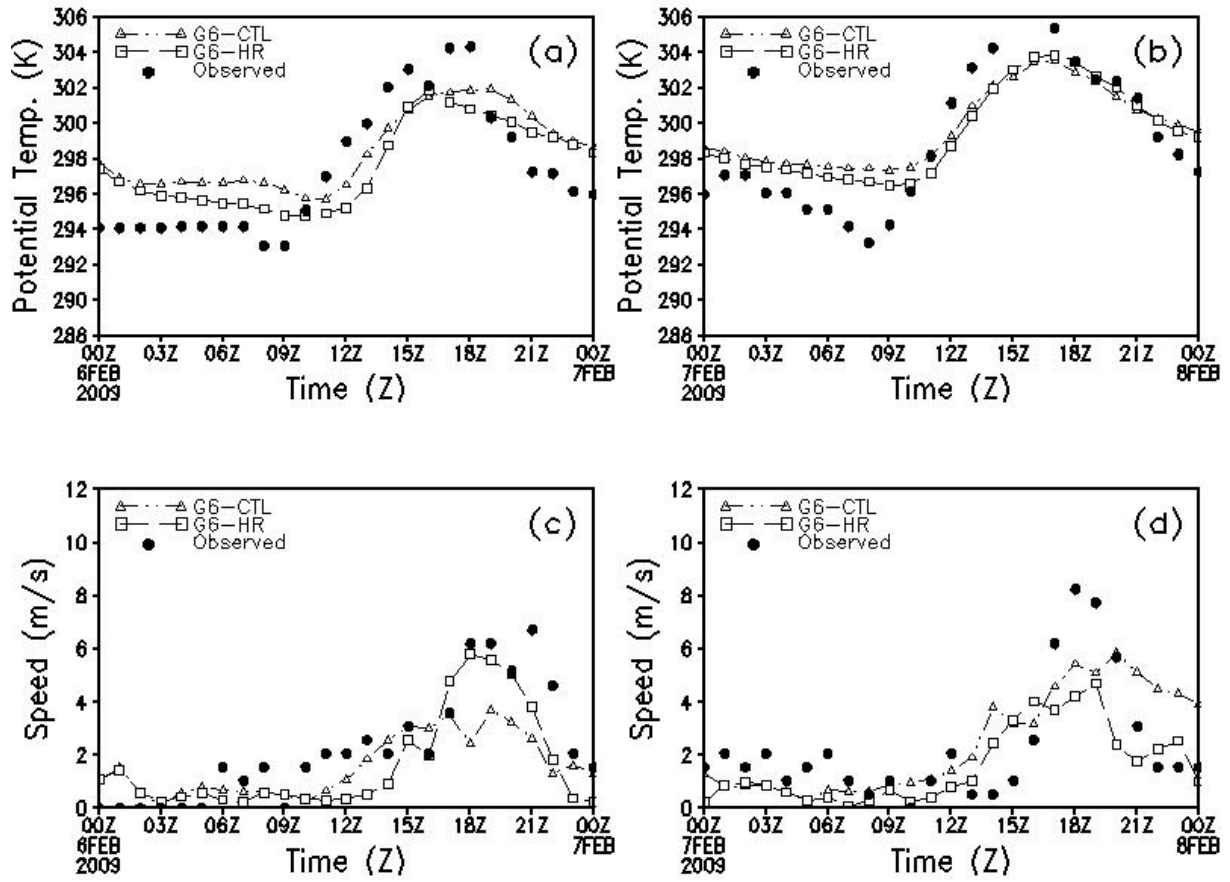 306
304
302
300
298
296
294
292
290
288
Potential Temp. (K)
G6-CTL
G6-HR
Observed
(a)
00Z 03Z 06Z 09Z 12Z 15Z 18Z 21Z 00Z
6FEB 7FEB
2009
Time (Z)
306
304
302
300
298
296
294
292
290
288
Potential Temp. (K)
G6-CTL
G6-HR
Observed
(b)
00Z 03Z 06Z 09Z 12Z 15Z 18Z 21Z 00Z
7FEB 8FEB
2009
Time (Z)
12
10
8
6
4
2
0
Speed (m/s)
G6-CTL
G6-HR
Observed
(c)
00Z 03Z 06Z 09Z 12Z 15Z 18Z 21Z 00Z
6FEB 7FEB
2009
Time (Z)
12
10
8
6
4
2
0
Speed (m/s)
G6-CTL
G6-HR
Observed
(d)
00Z 03Z 06Z 09Z 12Z 15Z 18Z 21Z 00Z
7FEB 8FEB
2009
Time (Z)